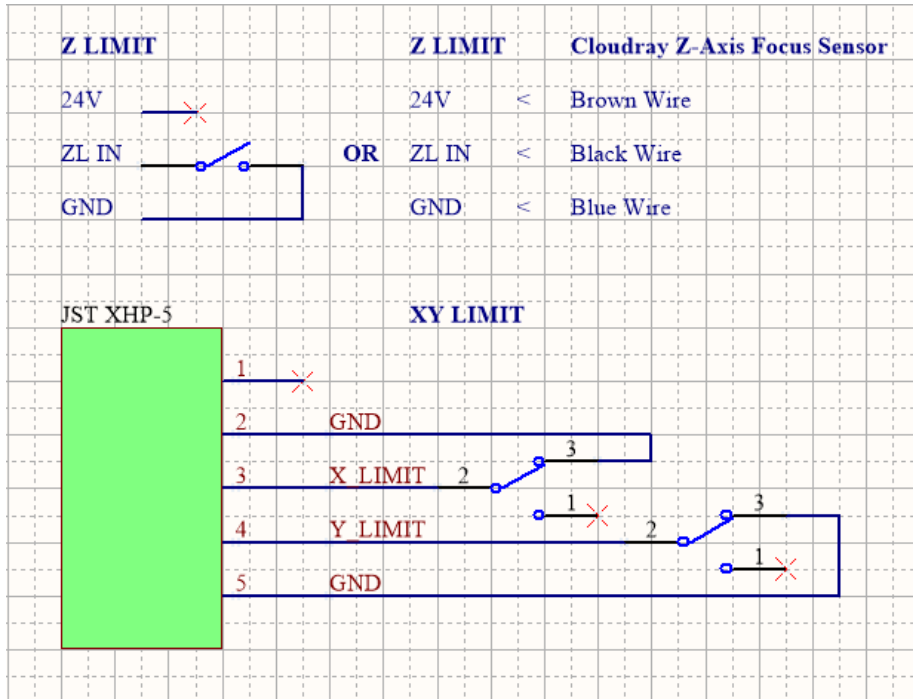 Z LIMIT
Z LIMIT Cloudray Z-Axis Focus Sensor
24V
24V < Brown Wire
ZL IN
OR
ZL IN < Black Wire
GND
GND < Blue Wire
JST XHP-5
XY LIMIT
1
2 GND
3
3 X_LIMIT 2
1
3
4 Y_LIMIT 2
1
5 GND